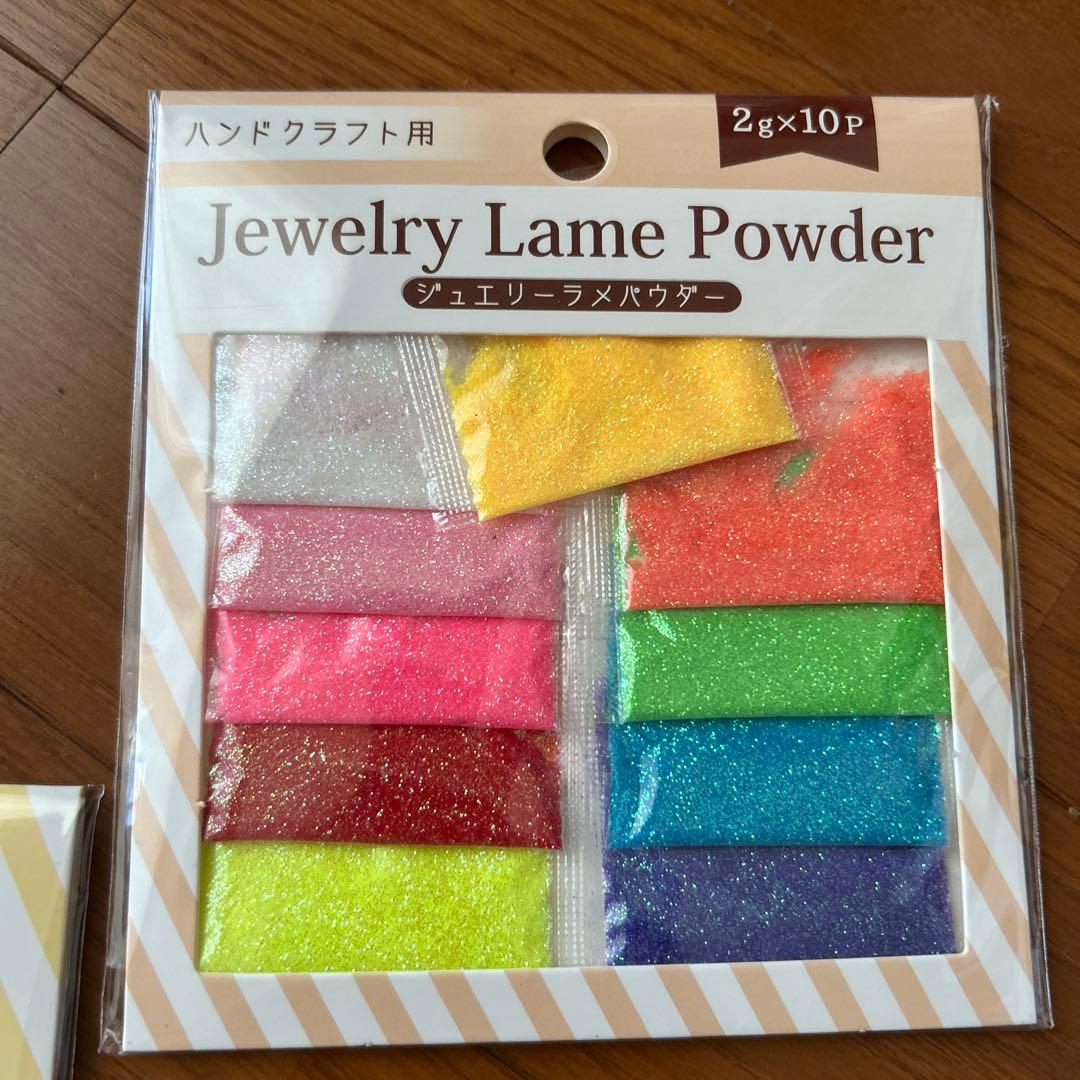 ハンドクラフト用
2g×10P
Jewelry Lame Powder
ジュエリーラメパウダー